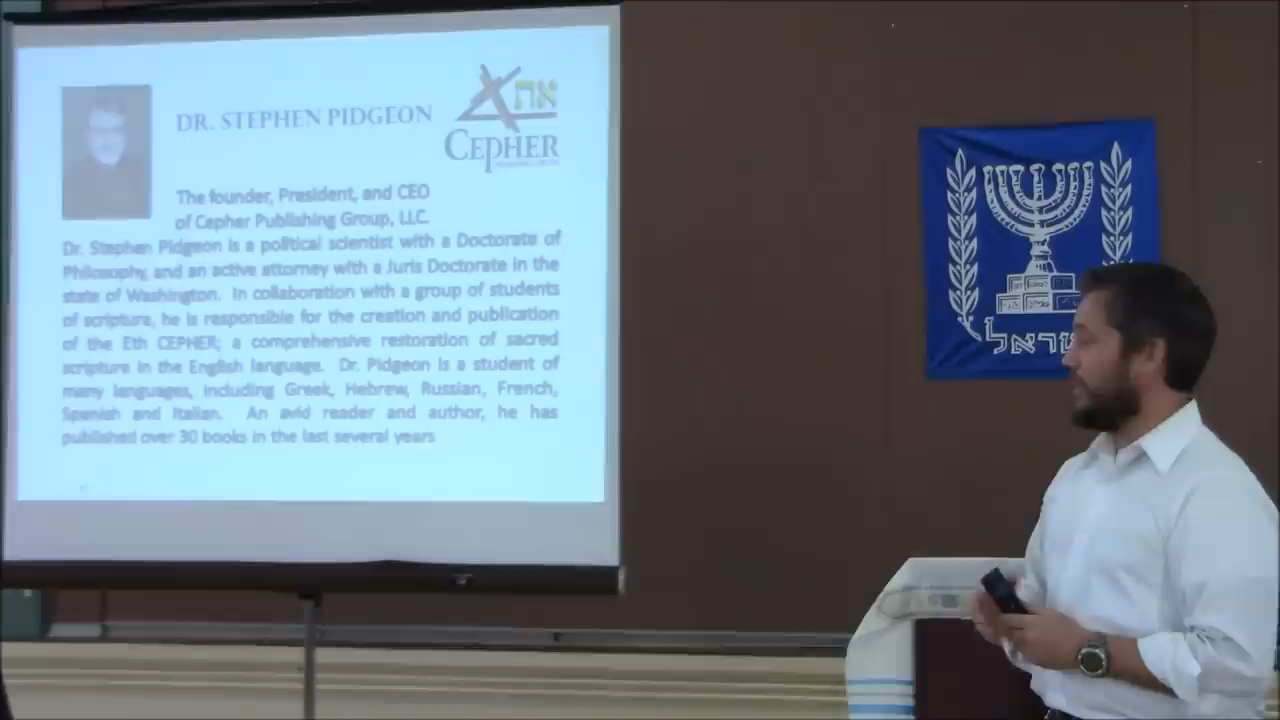 DR. STEPHEN PIDGEON
את
CEPHER
The founder, President, and CEO
of Cepher Publishing Group, LLC.
Dr. Stephen Pidgeon is a political scientist with a Doctorate of
Philosophy, and an active attorney with a Juris Doctorate in the
state of Washington. In collaboration with a group of students
of scripture, he is responsible for the creation and publication
of the Eth CEPHER; a comprehensive restoration of sacred
scripture in the English language. Dr. Pidgeon is a student of
many languages, including Greek, Hebrew, Russian, French,
Spanish and Italian. An avid reader and author, he has
published over 30 books in the last several years
שראל